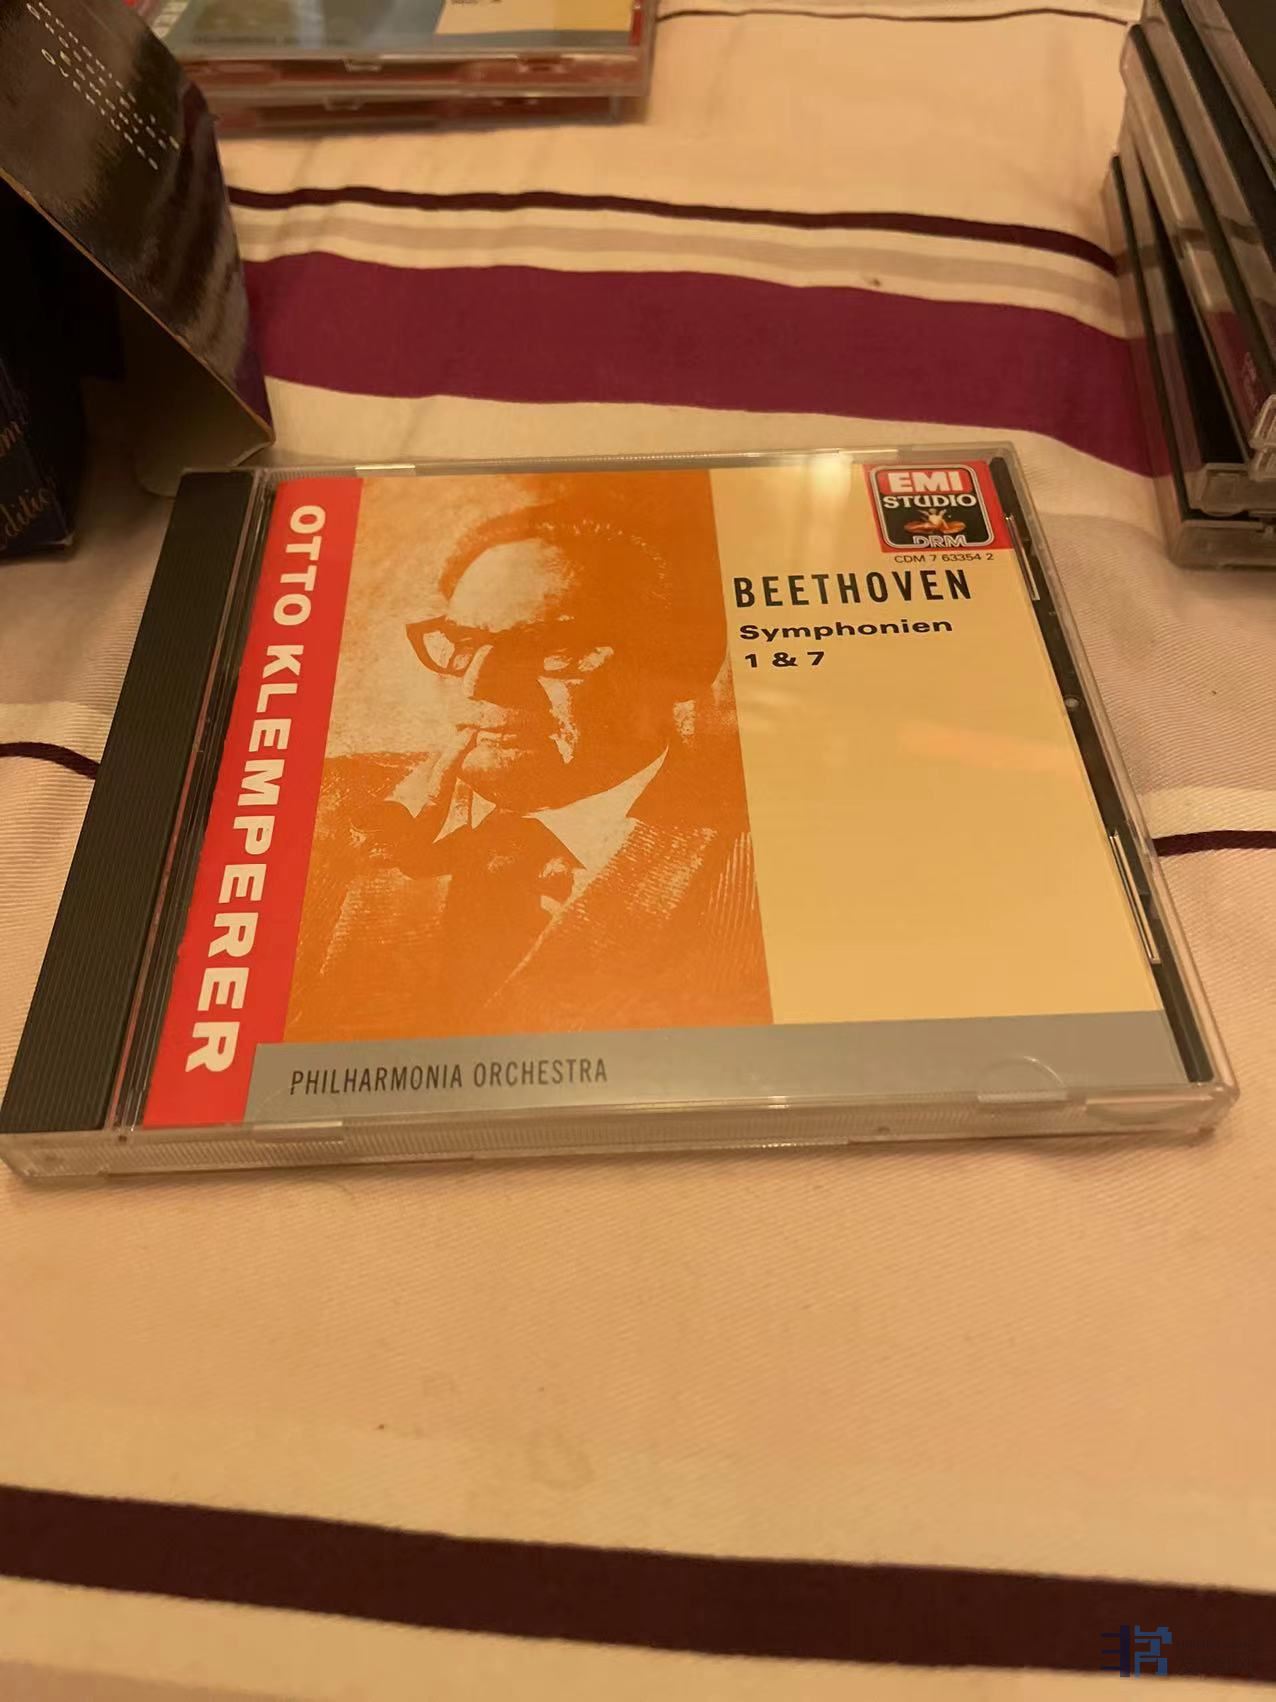 OTTO KLEMPERER
EMI
STUDIO
DRM
CDM 7 63354 2
BEETHOVEN
Symphonien
1 & 7
PHILHARMONIA ORCHESTRA